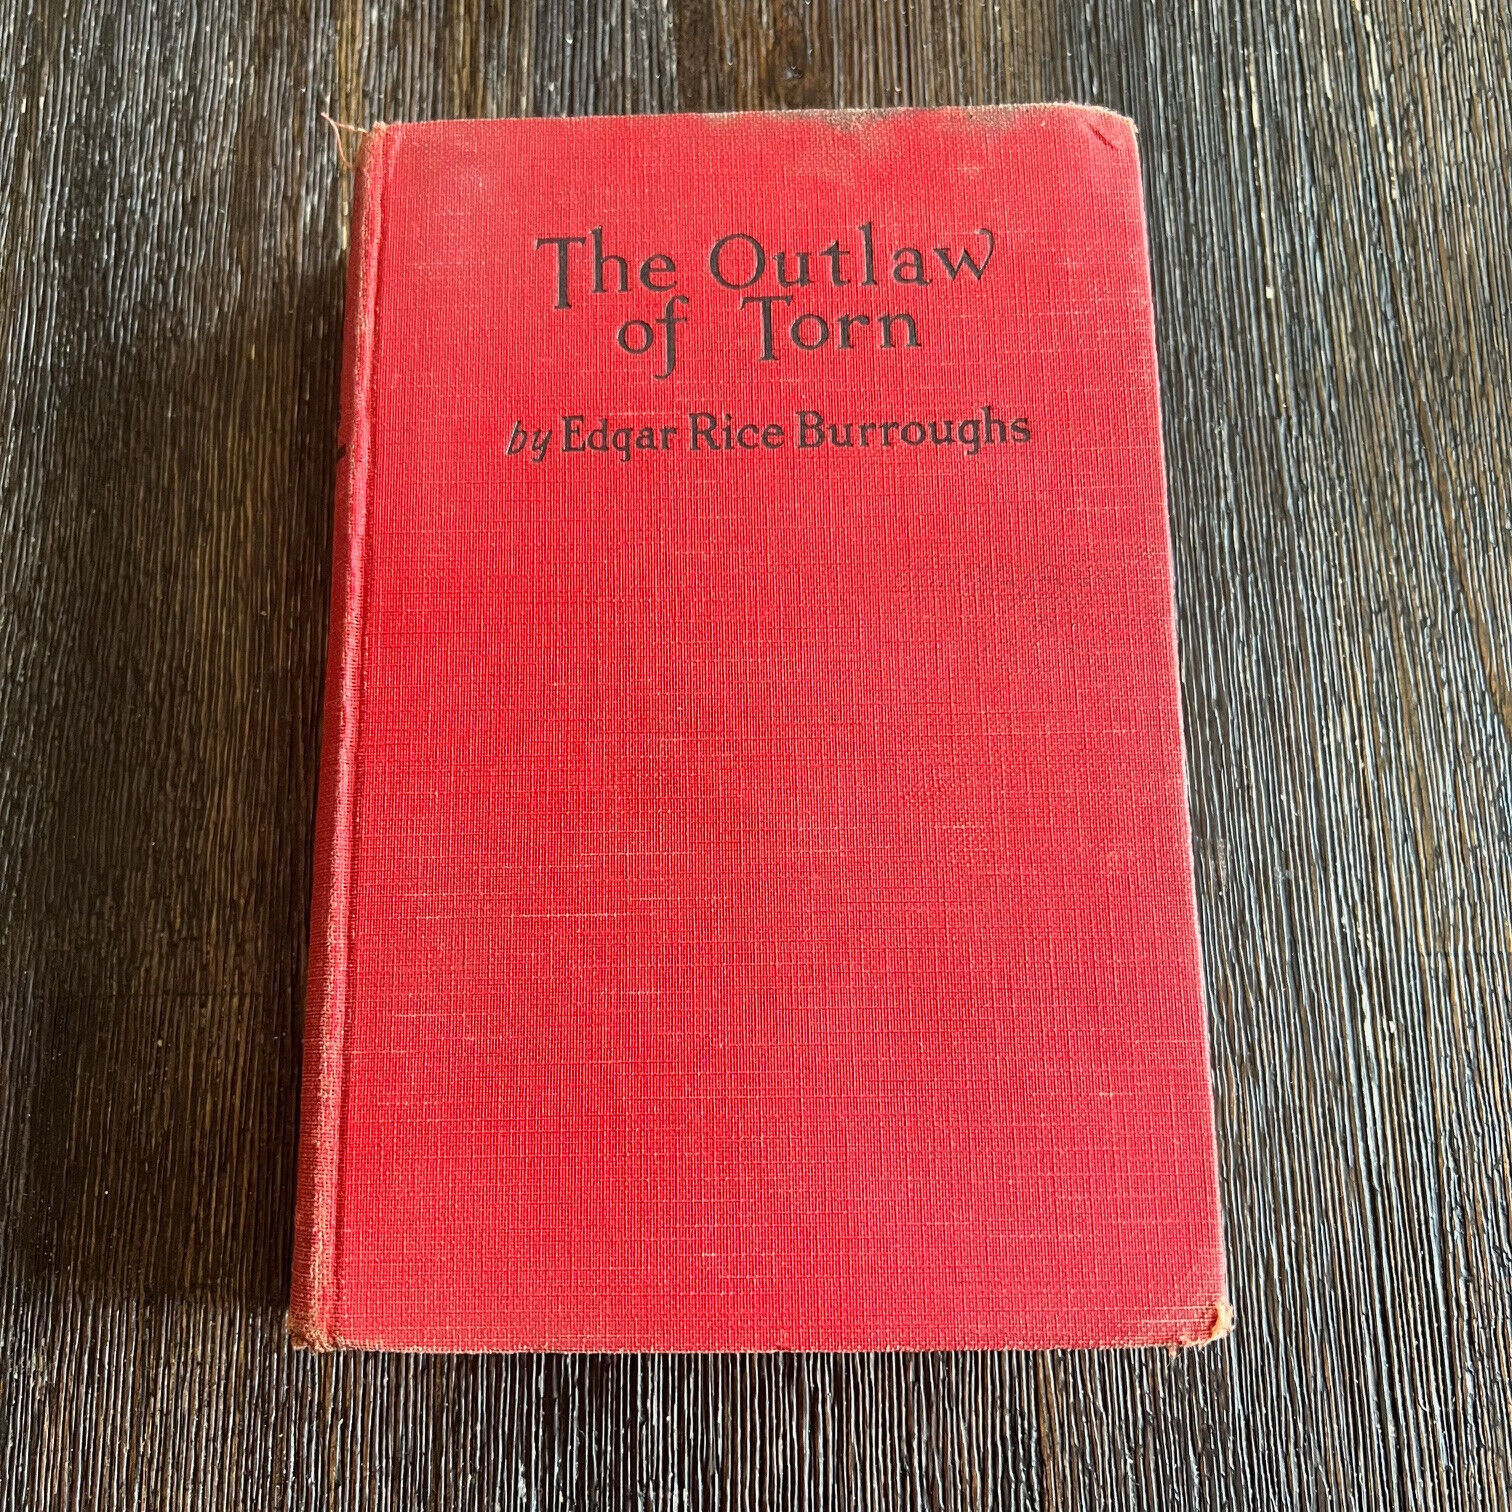 The Outlaw
of Torn
by Edgar Rice Burroughs